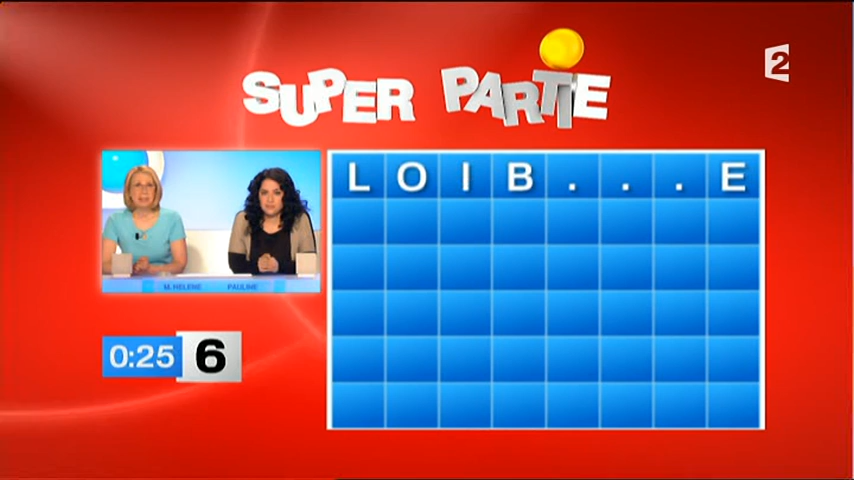 SUPER PARTIE
2
L O I B . . . E
M. HELENE PAULINE
0:25 6